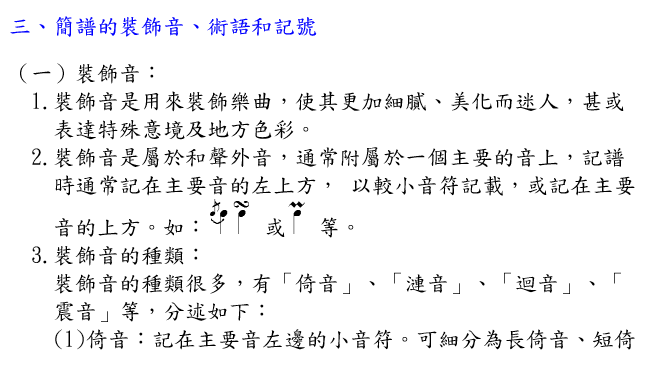 三、簡譜的裝飾音、術語和記號
（一）裝飾音：
1.裝飾音是用來裝飾樂曲，使其更加細膩、美化而迷人，甚或
表達特殊意境及地方色彩。
2.裝飾音是屬於和聲外音，通常附屬於一個主要的音上，記譜
時通常記在主要音的左上方， 以較小音符記載，或記在主要
音的上方。如： 或 等。
3.裝飾音的種類：
裝飾音的種類很多，有「倚音」、「漣音」、「迴音」、「
震音」等，分述如下：
(1)倚音：記在主要音左邊的小音符。可細分為長倚音、短倚